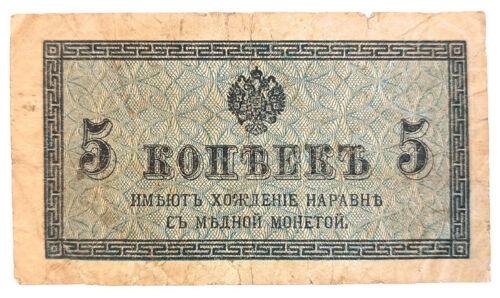 5 КОПѢЕКЪ 5
ИМѢЮТЪ ХОЖДЕНІЕ НАРАВНѢ
СЪ МѢДНОЙ МОНЕТОЙ.